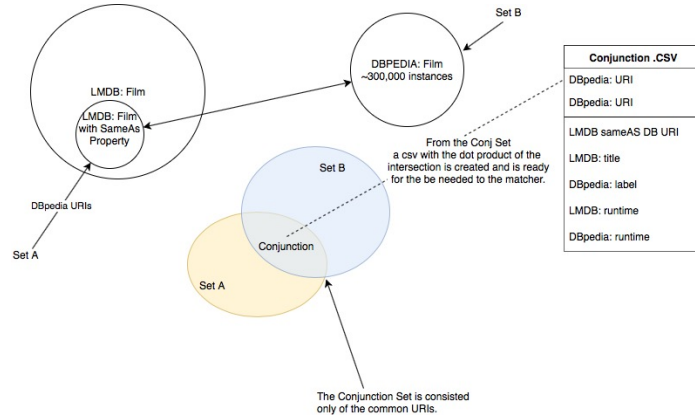 Set B
LMDB: Film
LMDB: Film
with SameAs
Property
DBPEDIA: Film
~300,000 instances
DBpedia URIs
Set A
Conjunction .CSV
DBpedia: URI
DBpedia: URI
LMDB sameAS DB URI
LMDB: title
DBpedia: label
LMDB: runtime
DBpedia: runtime
From the Conj Set
a csv with the dot product of the
intersection is created and is ready
for the be needed to the matcher.
Set B
Conjunction
Set A
The Conjunction Set is consisted
only of the common URIs.